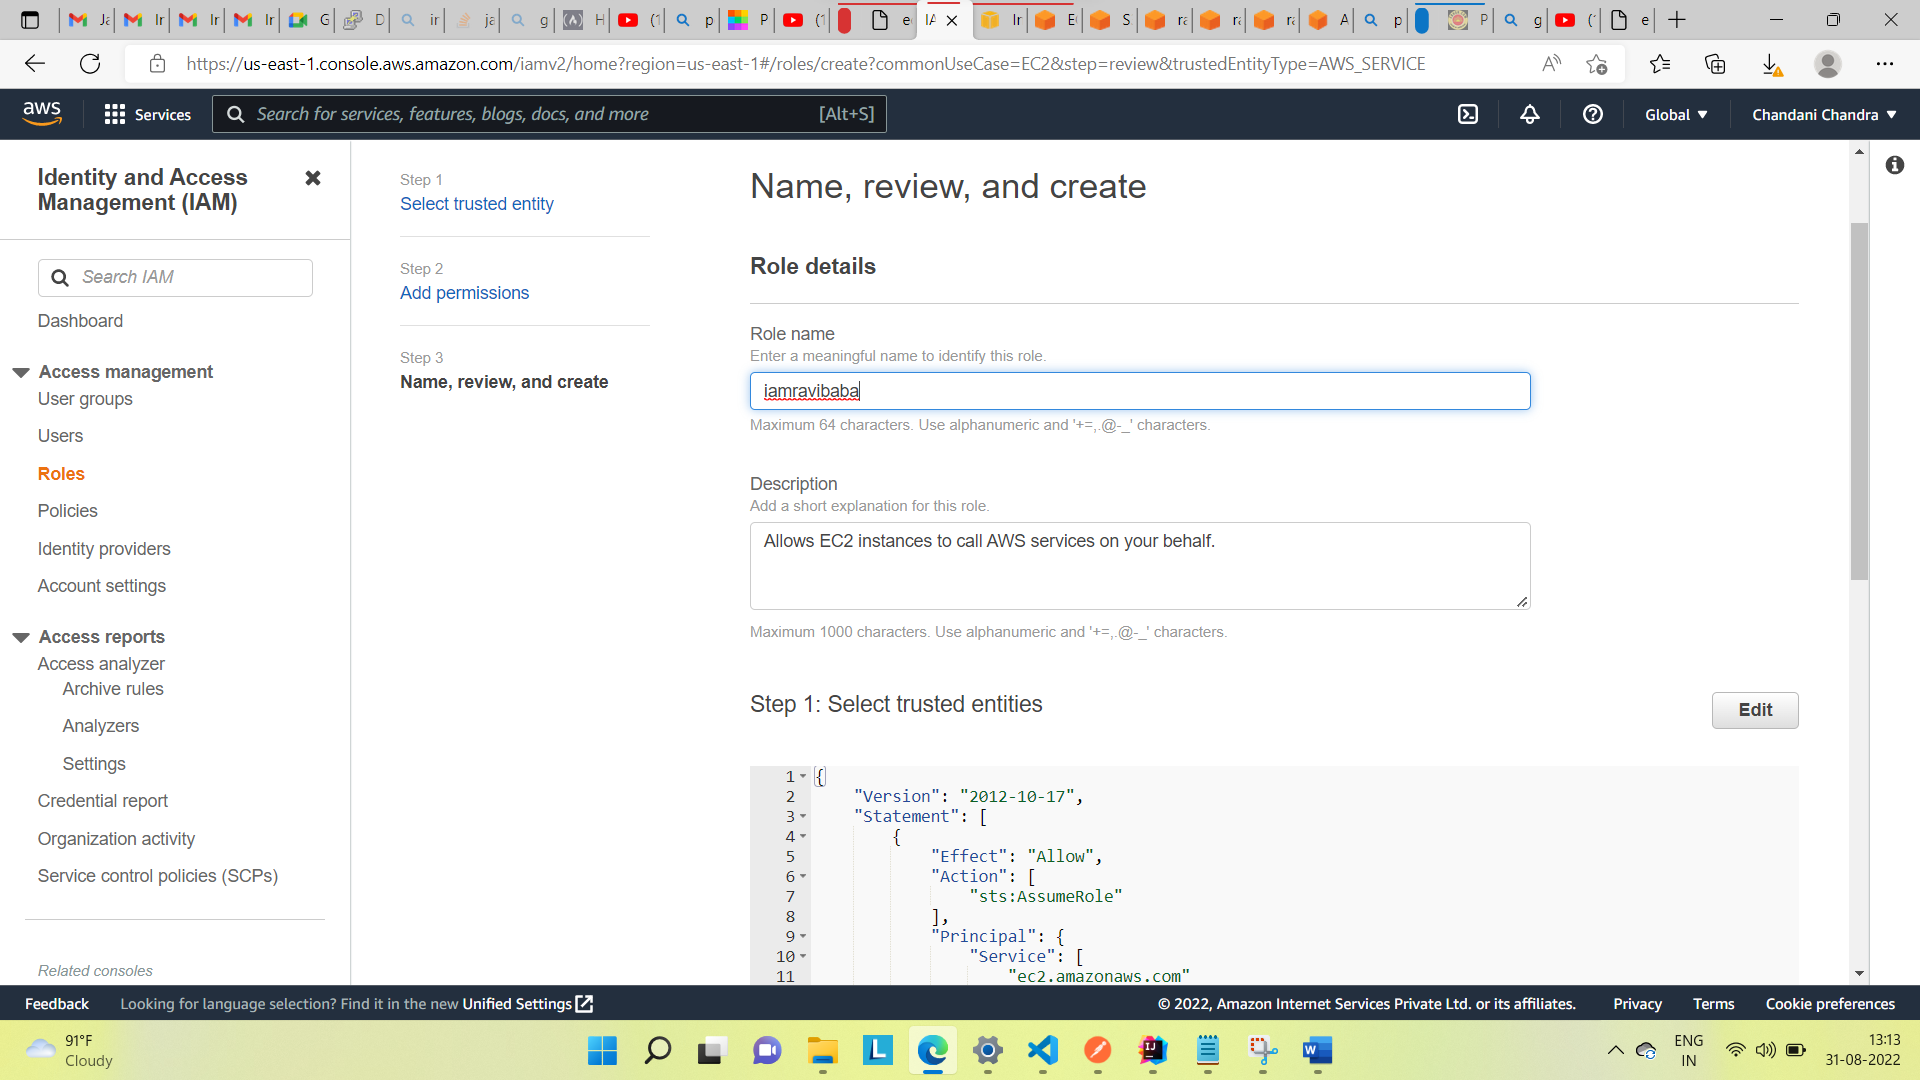 https://us-east-1.console.aws.amazon.com/iamv2/home?region=us-east-1#/roles/create?commonUseCase=EC2&step=review&trustedEntityType=AWS_SERVICE
aws
Services
Search for services, features, blogs, docs, and more
[Alt+S]
Global
Chandani Chandra
Identity and Access
Management (IAM)
Search IAM
Dashboard
Access management
User groups
Users
Roles
Policies
Identity providers
Account settings
Access reports
Access analyzer
Archive rules
Analyzers
Settings
Credential report
Organization activity
Service control policies (SCPs)
Related consoles
Step 1
Select trusted entity
Step 2
Add permissions
Step 3
Name, review, and create
Name, review, and create
Role details
Role name
Enter a meaningful name to identify this role.
iamravibaba
Maximum 64 characters. Use alphanumeric and '+=,.@-_' characters.
Description
Add a short explanation for this role.
Allows EC2 instances to call AWS services on your behalf.
Maximum 1000 characters. Use alphanumeric and '+=,.@-_' characters.
Step 1: Select trusted entities
Edit
1 {
2 "Version": "2012-10-17",
3 "Statement": [
4 {
5 "Effect": "Allow",
6 "Action": [
7 "sts:AssumeRole"
8 ],
9 "Principal": {
10 "Service": [
11 "ec2.amazonaws.com"
Feedback
Looking for language selection? Find it in the new Unified Settings
© 2022, Amazon Internet Services Private Ltd. or its affiliates.
Privacy
Terms
Cookie preferences
91°F
Cloudy
ENG
IN
13:13
31-08-2022